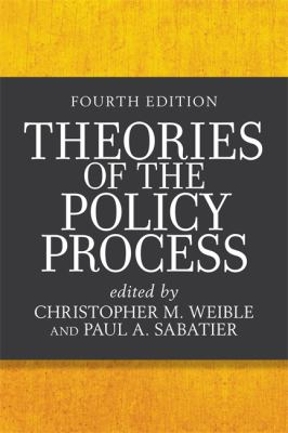 FOURTH EDITION
THEORIES
OF THE
POLICY
PROCESS
edited by
CHRISTOPHER M. WEIBLE
AND PAUL A. SABATIER